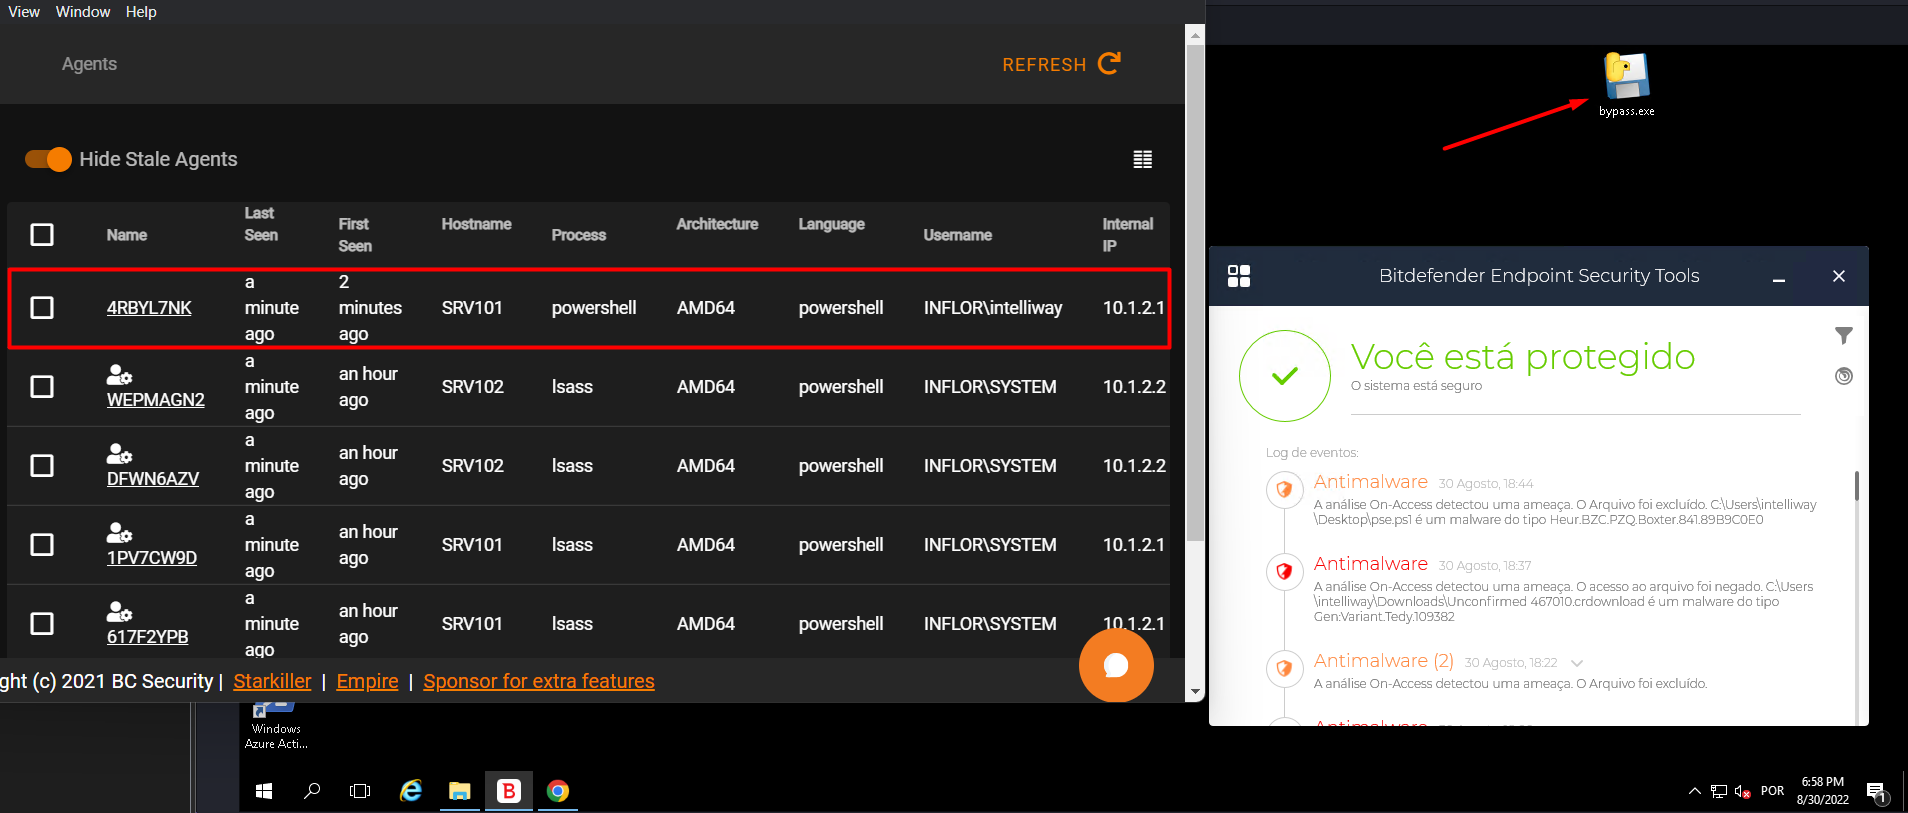 View Window Help
Agents
REFRESH
Hide Stale Agents
Name
Last
Seen
First
Seen
Hostname
Process
Architecture
Language
Username
Internal
IP
4RBYL7NK
a
minute
ago
2
minutes
ago
SRV101
powershell
AMD64
powershell
INFLOR\intelliway
10.1.2.1
WEPMAGN2
a
minute
ago
an hour
ago
SRV102
lsass
AMD64
powershell
INFLOR\SYSTEM
10.1.2.2
DFWN6AZV
a
minute
ago
an hour
ago
SRV102
lsass
AMD64
powershell
INFLOR\SYSTEM
10.1.2.2
1PV7CW9D
a
minute
ago
an hour
ago
SRV101
lsass
AMD64
powershell
INFLOR\SYSTEM
10.1.2.1
617F2YPB
a
minute
ago
an hour
ago
SRV101
lsass
AMD64
powershell
INFLOR\SYSTEM
10.1.2.1
ght (c) 2021 BC Security | Starkiller | Empire | Sponsor for extra features
bypass.exe
Bitdefender Endpoint Security Tools
Você está protegido
O sistema está seguro
Log de eventos:
Antimalware 30 Agosto, 18:44
A análise On-Access detectou uma ameaça. O Arquivo foi excluído. C:\Users\intelliway
\Desktop\pse.ps1 é um malware do tipo Heur.BZC.PZQ.Boxter.841.89B9C0E0
Antimalware 30 Agosto, 18:37
A análise On-Access detectou uma ameaça. O acesso ao arquivo foi negado. C:\Users
\intelliway\Downloads\Unconfirmed 467010.crdownload é um malware do tipo
Gen:Variant.Tedy.109382
Antimalware (2) 30 Agosto, 18:22
A análise On-Access detectou uma ameaça. O Arquivo foi excluído.
Antimalware
Windows
Azure Acti...
B
POR
6:58 PM
8/30/2022
1